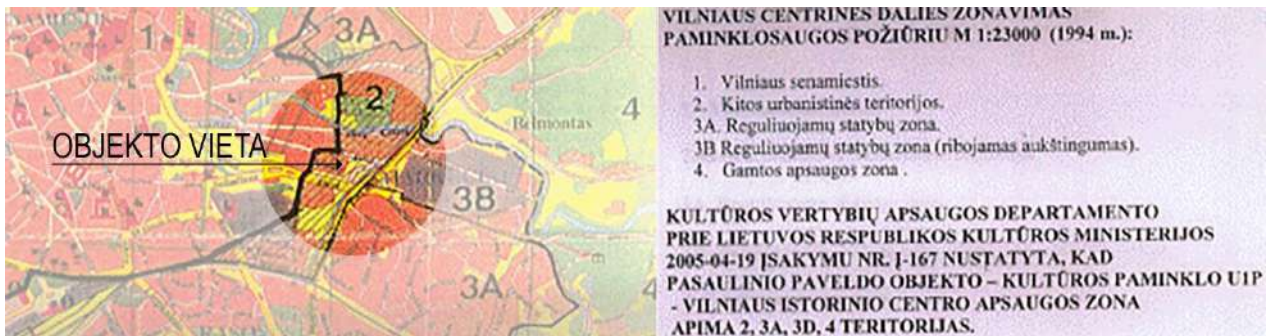 1
3A
2
4
Belmontas
OBJEKTO VIETA
3B
3A
4
VILNIAUS CENTRINĖS DALIES ZONAVIMAS
PAMINKLOSAUGOS POŽIŪRIU M 1:23000 (1994 m.):
1. Vilniaus senamiestis.
2. Kitos urbanistinės teritorijos.
3A. Reguliuojamų statybų zona.
3B Reguliuojamų statybų zona (ribojamas aukštingumas).
4. Gamtos apsaugos zona .
KULTŪROS VERTYBIŲ APSAUGOS DEPARTAMENTO
PRIE LIETUVOS RESPUBLIKOS KULTŪROS MINISTERIJOS
2005-04-19 ĮSAKYMU NR. Į-167 NUSTATYTA, KAD
PASAULINIO PAVELDO OBJEKTO – KULTŪROS PAMINKLO U1P
- VILNIAUS ISTORINIO CENTRO APSAUGOS ZONA
APIMA 2, 3A, 3D, 4 TERITORIJAS.